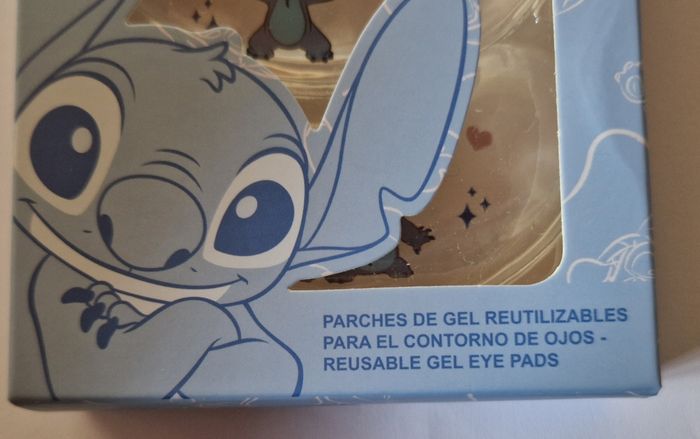 PARCHES DE GEL REUTILIZABLES
PARA EL CONTORNO DE OJOS -
REUSABLE GEL EYE PADS